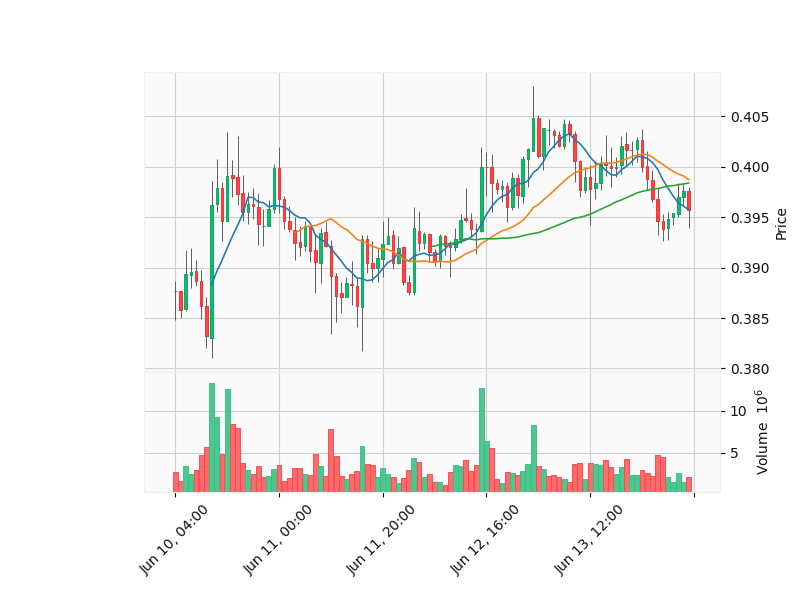 0.405
0.400
0.395
0.390
0.385
0.380
Price
10
5
Volume 10^6
Jun 10, 04:00
Jun 11, 00:00
Jun 11, 20:00
Jun 12, 16:00
Jun 13, 12:00